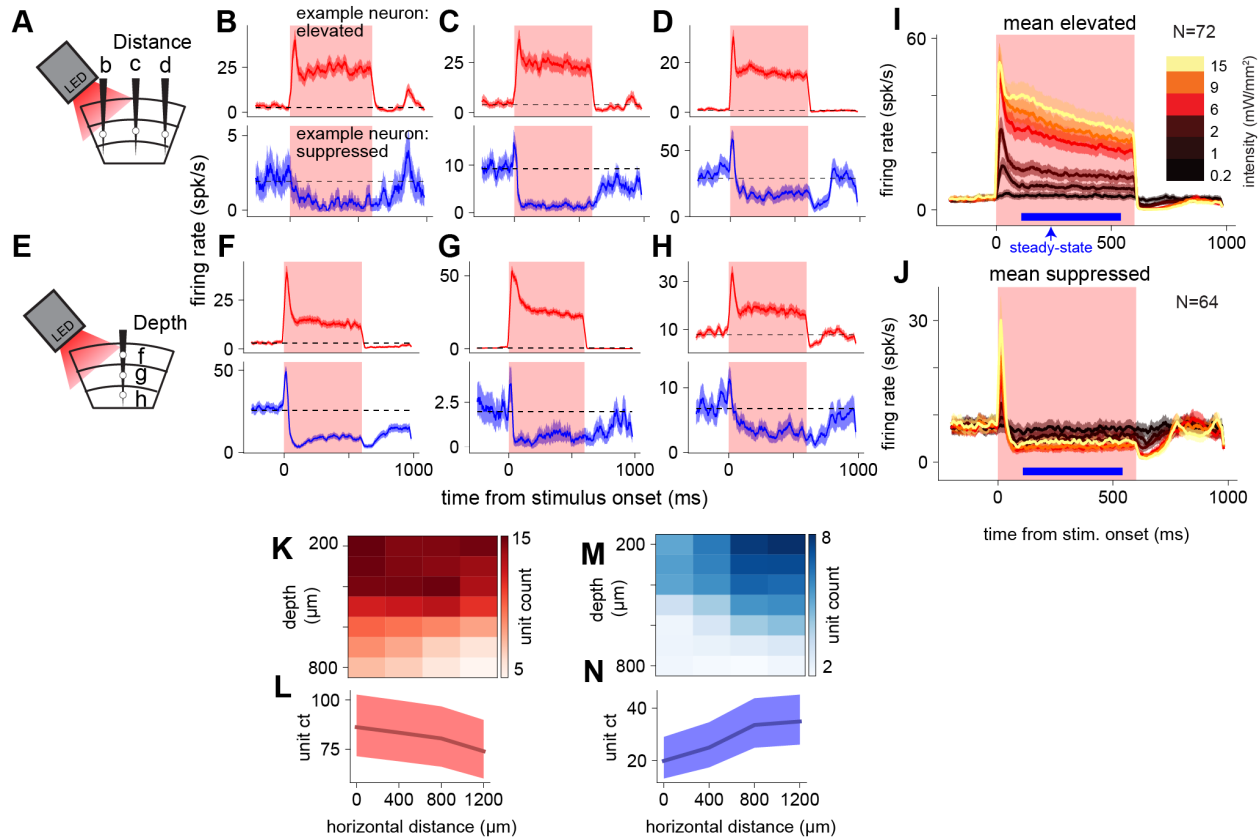 A
Distance
b c d
LED
B
example neuron:
elevated
25
0
5
example neuron:
suppressed
0
firing rate (spk/s)
C
25
0
10
0
D
20
0
50
0
E
Depth
LED
f
g
h
F
25
0
50
0
0 1000
G
50
0
2.5
0
0 1000
H
30
10
10
0
0 1000
time from stimulus onset (ms)
I
mean elevated
N=72
60
firing rate (spk/s)
0
0 500 1000
steady-state
15
9
6
2
1
0.2
intensity (mW/mm²)
J
mean suppressed
N=64
30
firing rate (spk/s)
0
0 500 1000
time from stim. onset (ms)
K
200
depth
(µm)
800
15
unit count
5
L
100
unit ct
75
0 400 800 1200
horizontal distance (µm)
M
200
depth
(µm)
800
8
unit count
2
N
40
unit ct
20
0 400 800 1200
horizontal distance (µm)